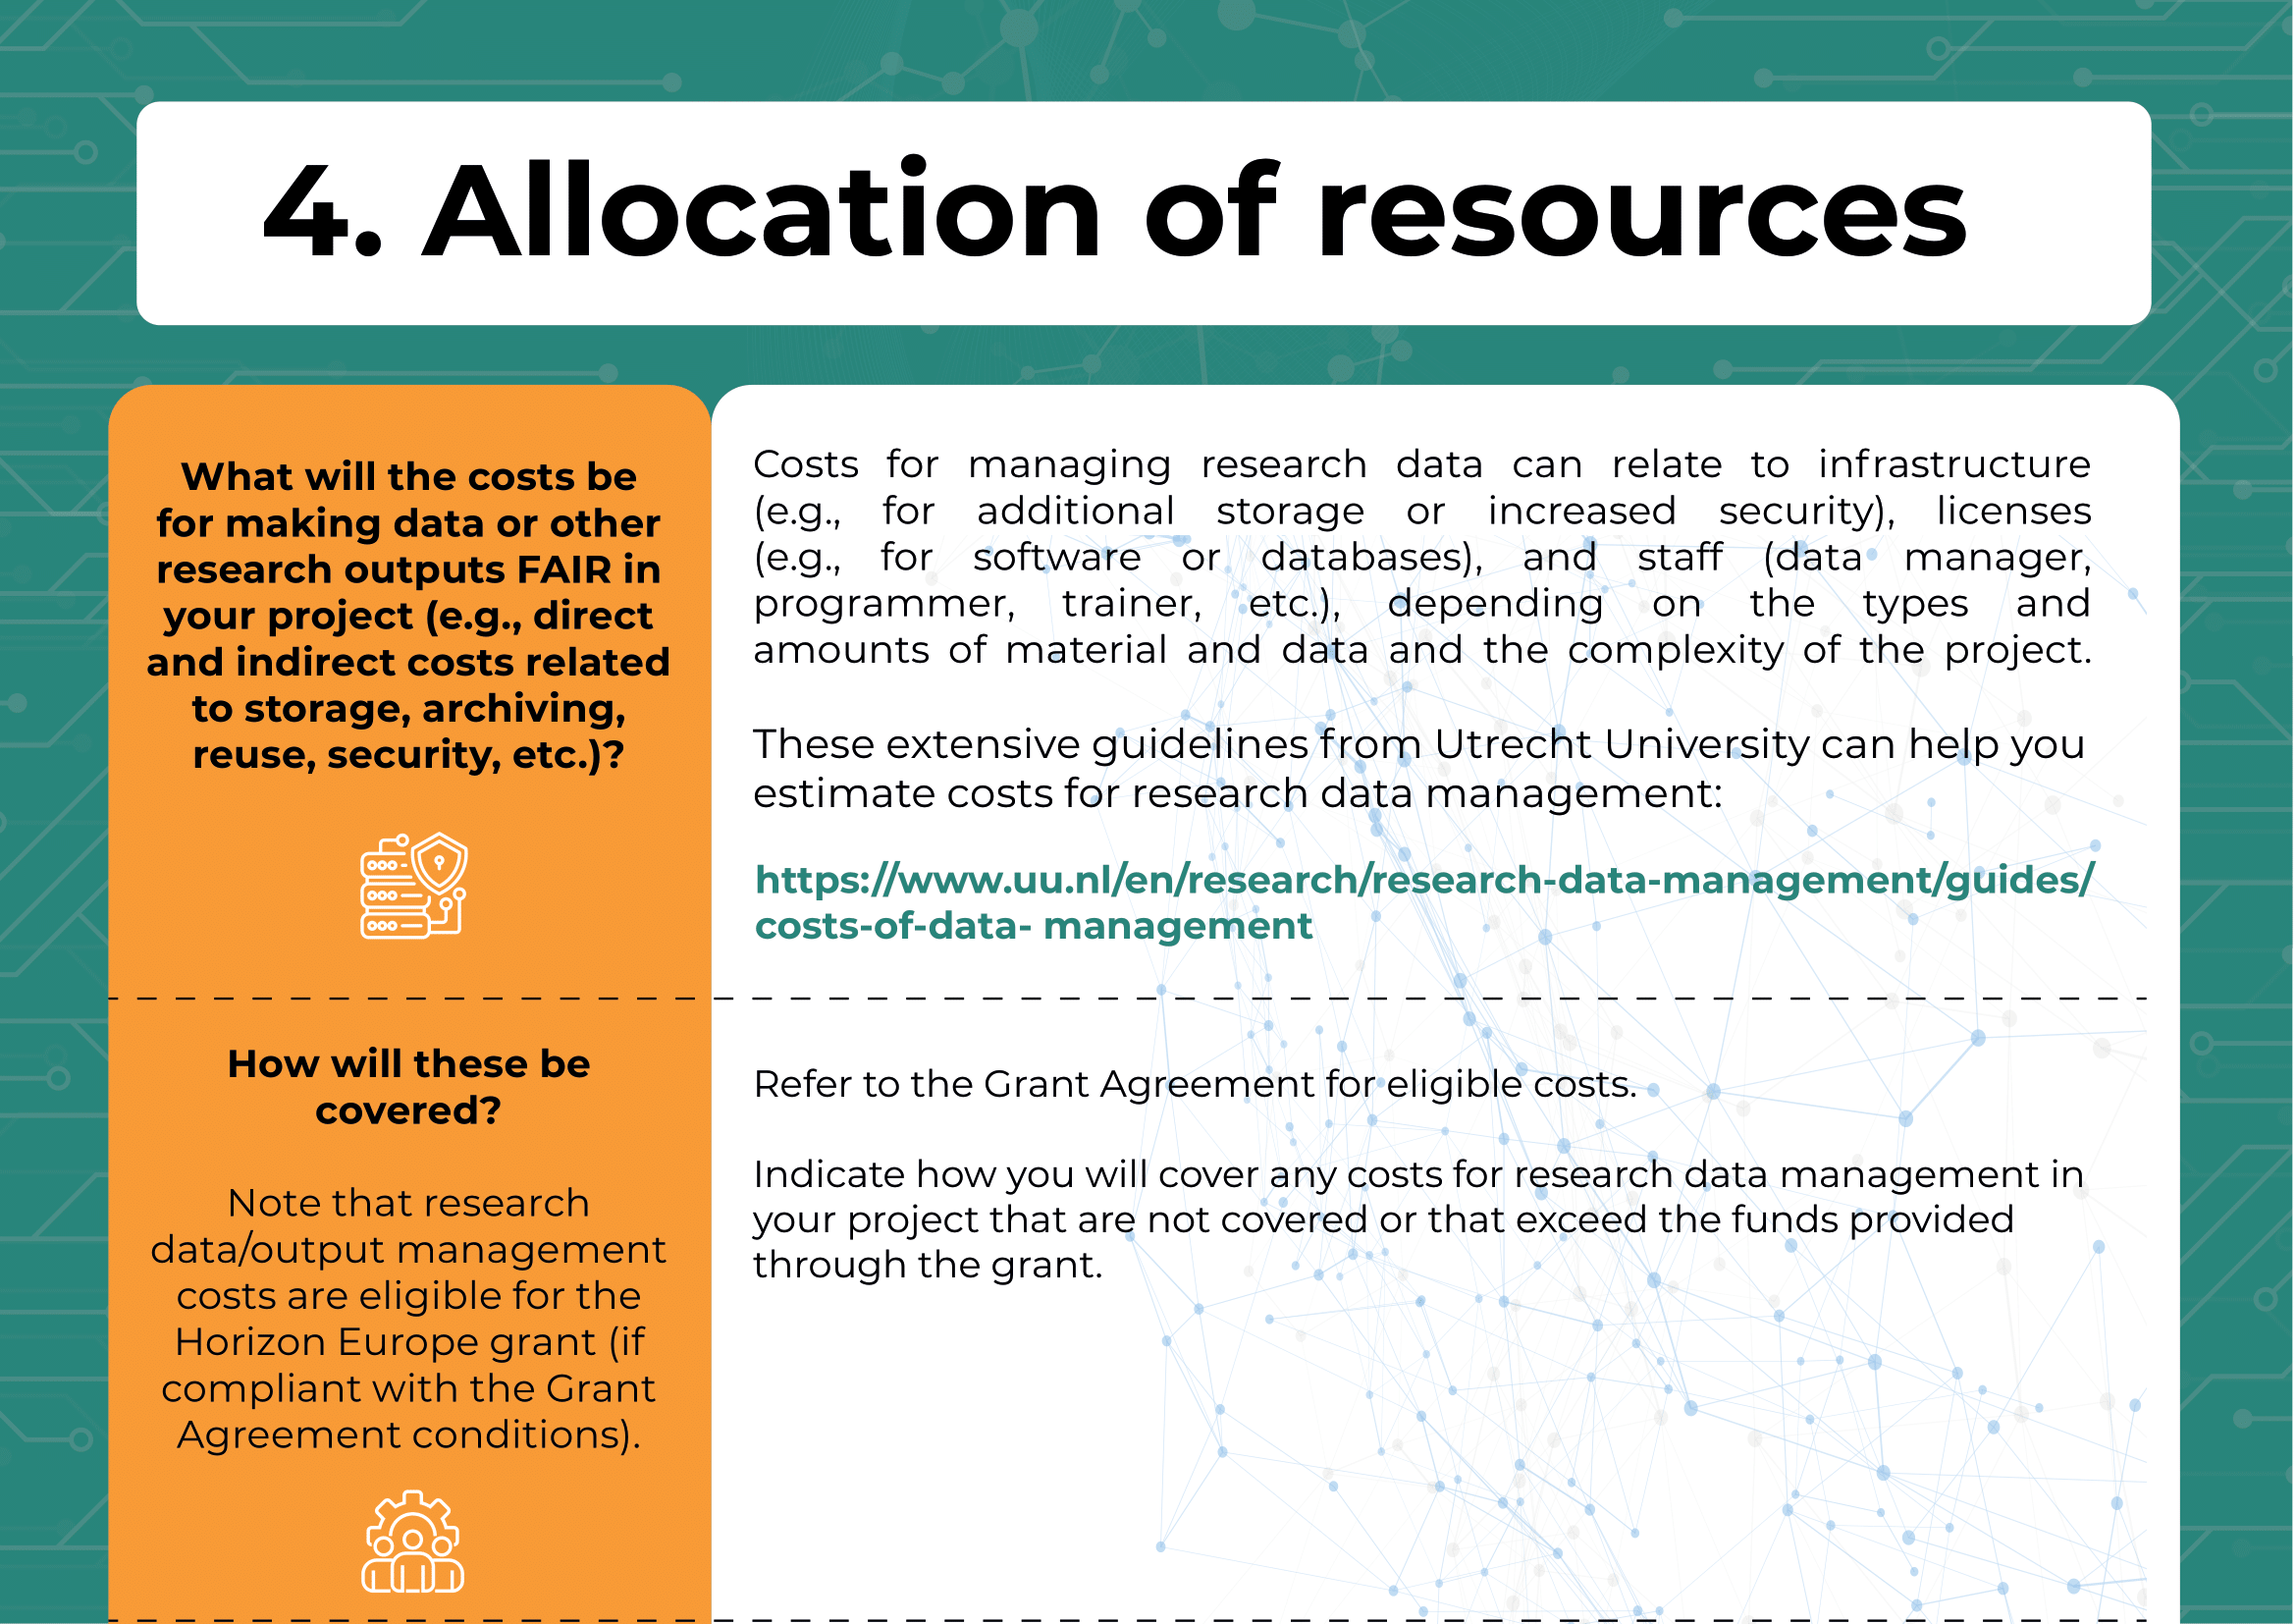 4. Allocation of resources
What will the costs be
for making data or other
research outputs FAIR in
your project (e.g., direct
and indirect costs related
to storage, archiving,
reuse, security, etc.)?
Costs for managing research data can relate to infrastructure
(e.g., for additional storage or increased security), licenses
(e.g., for software or databases), and staff (data manager,
programmer, trainer, etc.), depending on the types and
amounts of material and data and the complexity of the project.
These extensive guidelines from Utrecht University can help you
estimate costs for research data management:
https://www.uu.nl/en/research/research-data-management/guides/
costs-of-data- management
How will these be
covered?
Note that research
data/output management
costs are eligible for the
Horizon Europe grant (if
compliant with the Grant
Agreement conditions).
Refer to the Grant Agreement for eligible costs.
Indicate how you will cover any costs for research data management in
your project that are not covered or that exceed the funds provided
through the grant.